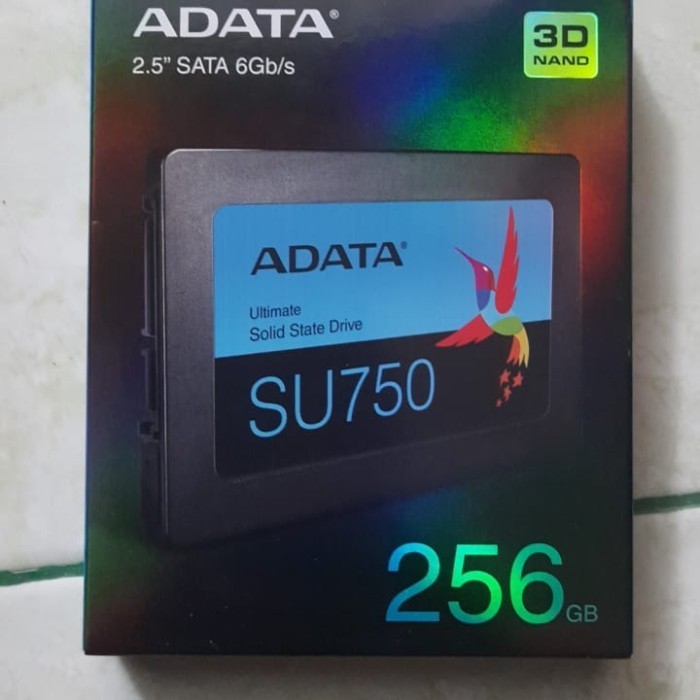 ADATA®
2.5” SATA 6Gb/s
3D
NAND
ADATA®
Ultimate
Solid State Drive
SU750
256GB